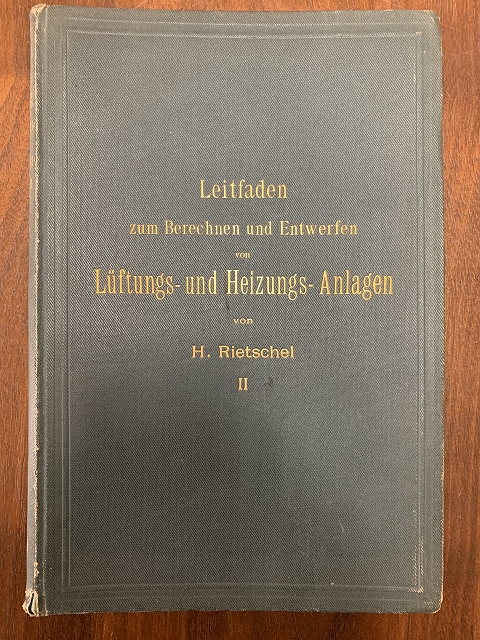 Leitfaden
zum Berechnen und Entwerfen
von
Lüftungs- und Heizungs- Anlagen
von
H. Rietschel
II